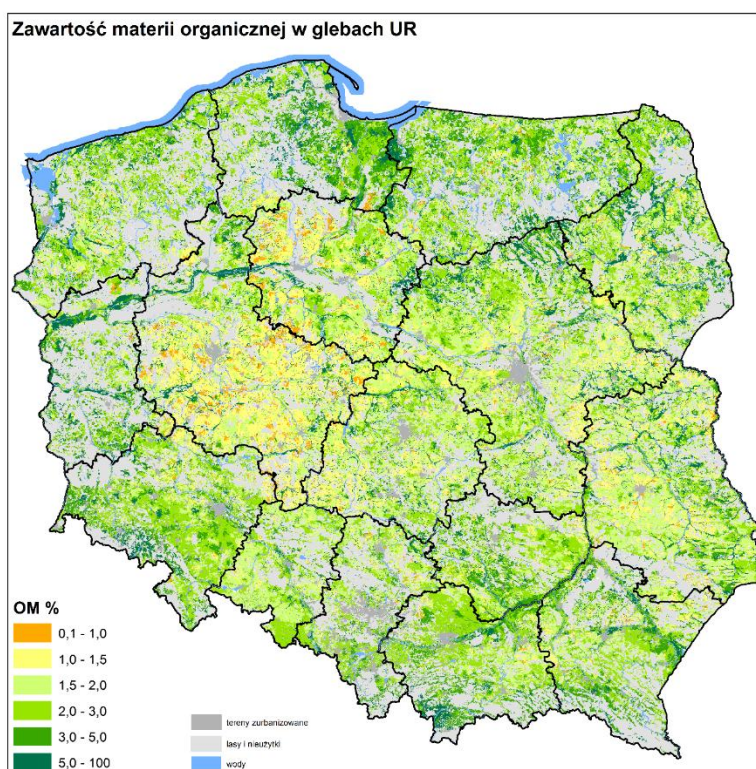 Zawartość materii organicznej w glebach UR
OM %
0,1 - 1,0
1,0 - 1,5
1,5 - 2,0
2,0 - 3,0
3,0 - 5,0
5,0 - 100
tereny zurbanizowane
lasy i nieużytki
wody